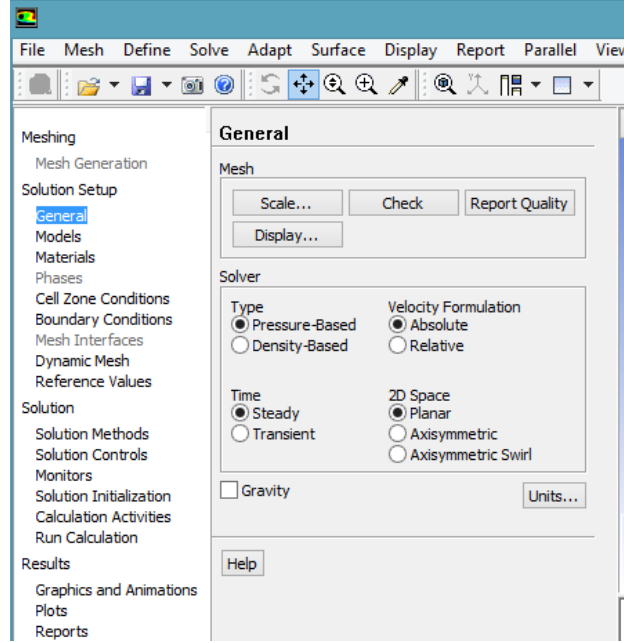 File Mesh Define Solve Adapt Surface Display Report Parallel
Meshing
Mesh Generation
Solution Setup
General
Models
Materials
Phases
Cell Zone Conditions
Boundary Conditions
Mesh Interfaces
Dynamic Mesh
Reference Values
Solution
Solution Methods
Solution Controls
Monitors
Solution Initialization
Calculation Activities
Run Calculation
Results
Graphics and Animations
Plots
Reports
General
Mesh
Scale... Check Report Quality
Display...
Solver
Type Velocity Formulation
Pressure-Based Absolute
Density-Based Relative
Time 2D Space
Steady Planar
Transient Axisymmetric
Axisymmetric Swirl
Gravity Units...
Help